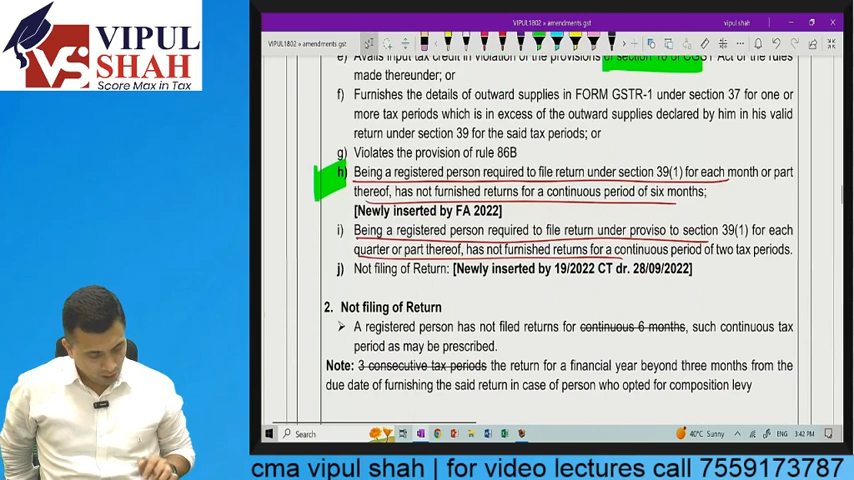 VIPUL1802 » amendments gst
vipul shah
VIPUL1802 » amendments gst
VIPUL
SHAH
VS
Score Max in Tax
e) Avails input tax credit in violation of the provisions of section 16 of CGST Act or the rules
made thereunder; or
f) Furnishes the details of outward supplies in FORM GSTR-1 under section 37 for one or
more tax periods which is in excess of the outward supplies declared by him in his valid
return under section 39 for the said tax periods; or
g) Violates the provision of rule 86B
h) Being a registered person required to file return under section 39(1) for each month or part
thereof, has not furnished returns for a continuous period of six months;
[Newly inserted by FA 2022]
i) Being a registered person required to file return under proviso to section 39(1) for each
quarter or part thereof, has not furnished returns for a continuous period of two tax periods.
j) Not filing of Return: [Newly inserted by 19/2022 CT dr. 28/09/2022]
2. Not filing of Return
➢ A registered person has not filed returns for continuous 6 months, such continuous tax
period as may be prescribed.
Note: 3 consecutive tax periods the return for a financial year beyond three months from the
due date of furnishing the said return in case of person who opted for composition levy
Search
40°C Sunny
ENG
3:42 PM
cma vipul shah | for video lectures call 7559173787